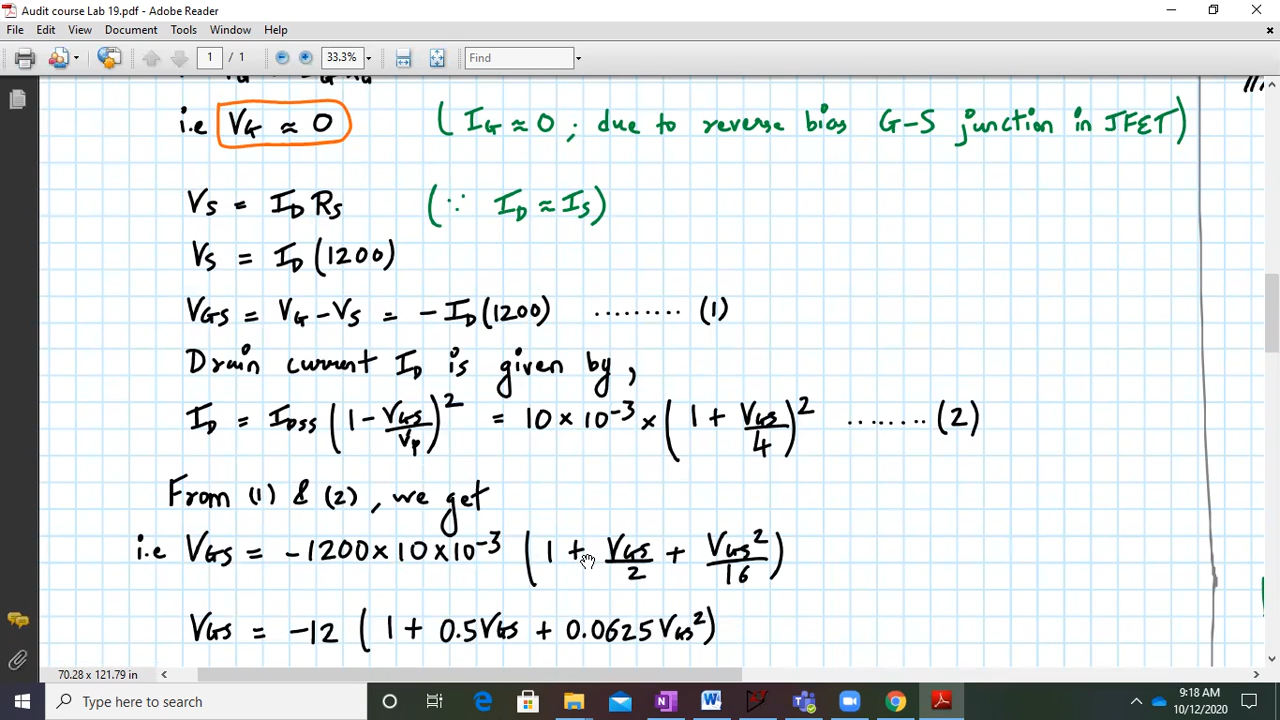 Audit course Lab 19.pdf - Adobe Reader
File Edit View Document Tools Window Help
1 / 1 33.3% Find
i.e VG ≈ 0 (IG ≈ 0 ; due to reverse bias G-S junction in JFET)
VS = ID RS (∵ ID ≈ IS)
VS = ID (1200)
VGS = VG - VS = - ID (1200) ......... (1)
Drain current ID is given by,
ID = IDSS (1 - VGS/VP)² = 10 × 10⁻³ × (1 + VGS/4)² ........ (2)
From (1) & (2), we get
i.e VGS = -1200 × 10 × 10⁻³ (1 + VGS/2 + VGS²/16)
VGS = -12 (1 + 0.5VGS + 0.0625VGS²)
70.28 x 121.79 in
Type here to search
9:18 AM
10/12/2020